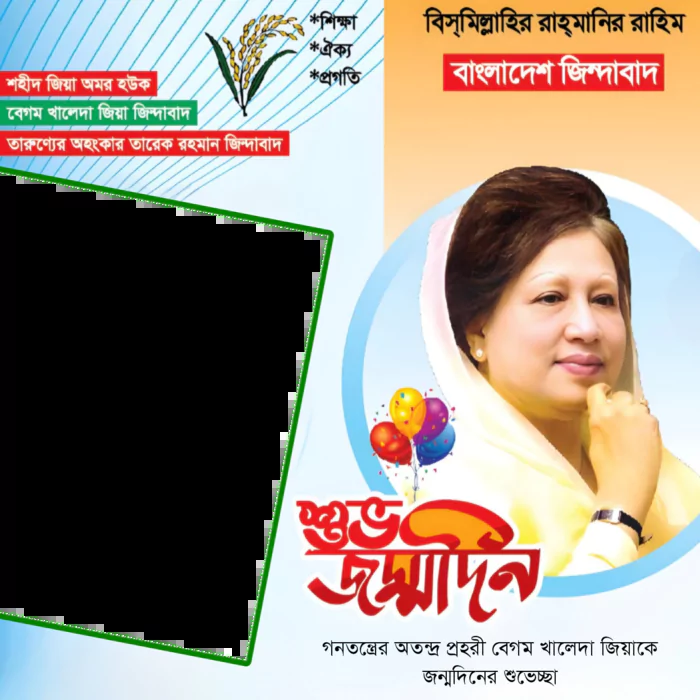 *শিক্ষা
*ঐক্য
*প্রগতি
শহীদ জিয়া অমর হউক
বেগম খালেদা জিয়া জিন্দাবাদ
তারুণ্যের অহংকার তারেক রহমান জিন্দাবাদ
বিস্‌মিল্লাহির রাহ্‌মানির রাহিম
বাংলাদেশ জিন্দাবাদ
শুভ
জন্মদিন
গনতন্ত্রের অতন্দ্র প্রহরী বেগম খালেদা জিয়াকে
জন্মদিনের শুভেচ্ছা